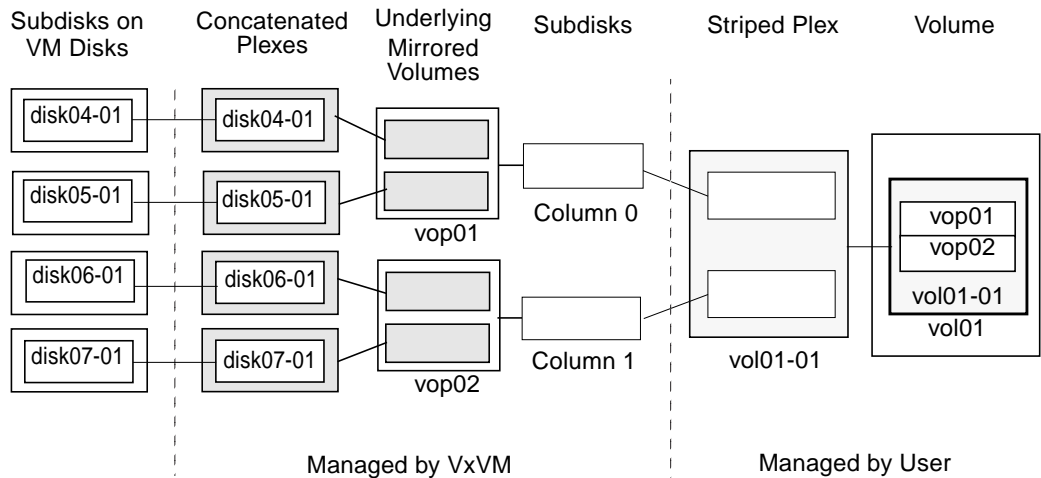 Subdisks on
VM Disks
Concatenated
Plexes
Underlying
Mirrored
Volumes
Subdisks
Striped Plex
Volume
disk04-01
disk04-01
disk05-01
disk05-01
vop01
Column 0
disk06-01
disk06-01
disk07-01
disk07-01
vop02
Column 1
vol01-01
vop01
vop02
vol01-01
vol01
Managed by VxVM
Managed by User